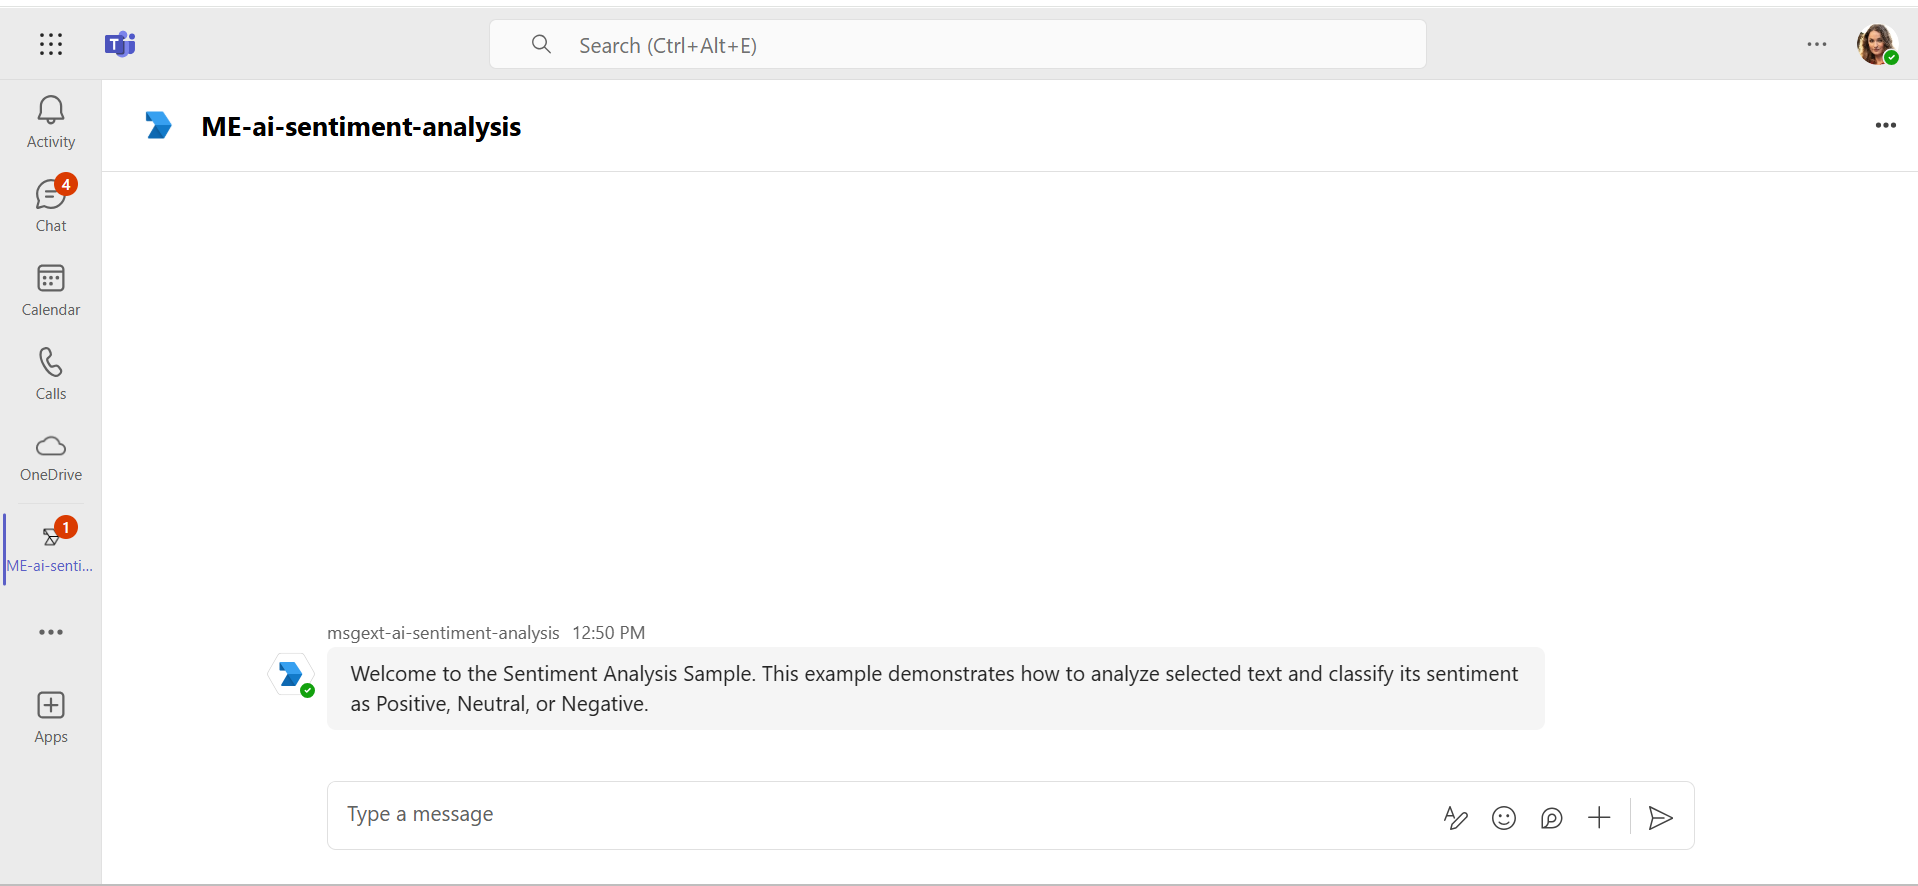 Search (Ctrl+Alt+E)
Activity
4
Chat
Calendar
Calls
OneDrive
1
ME-ai-senti...
Apps
ME-ai-sentiment-analysis
msgext-ai-sentiment-analysis 12:50 PM
Welcome to the Sentiment Analysis Sample. This example demonstrates how to analyze selected text and classify its sentiment
as Positive, Neutral, or Negative.
Type a message